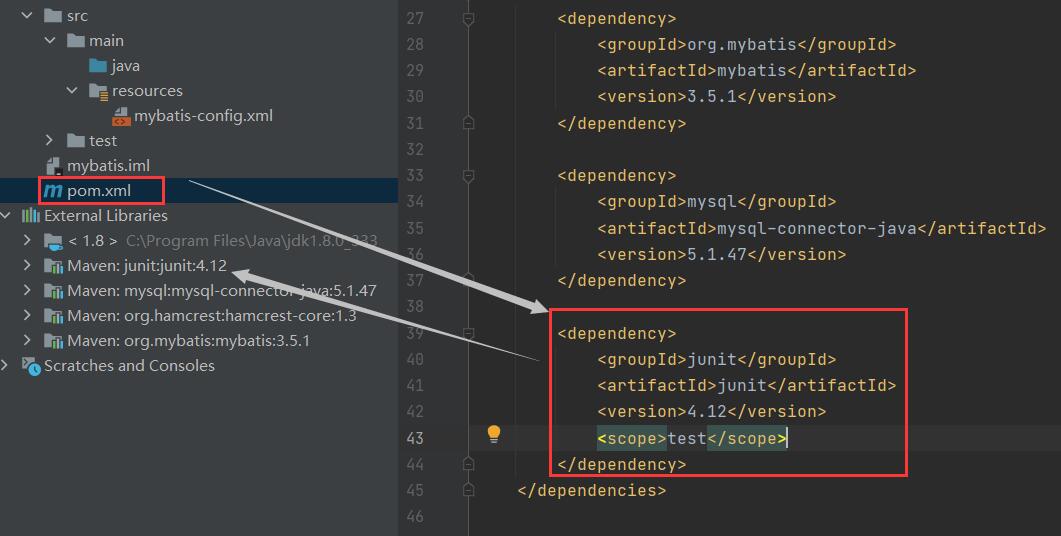 src
main
java
resources
mybatis-config.xml
test
mybatis.iml
pom.xml
External Libraries
< 1.8 > C:\Program Files\Java\jdk1.8.0_333
Maven: junit:junit:4.12
Maven: mysql:mysql-connector-java:5.1.47
Maven: org.hamcrest:hamcrest-core:1.3
Maven: org.mybatis:mybatis:3.5.1
Scratches and Consoles
27 <dependency>
28 <groupId>org.mybatis</groupId>
29 <artifactId>mybatis</artifactId>
30 <version>3.5.1</version>
31 </dependency>
32
33 <dependency>
34 <groupId>mysql</groupId>
35 <artifactId>mysql-connector-java</artifactId>
36 <version>5.1.47</version>
37 </dependency>
38
39 <dependency>
40 <groupId>junit</groupId>
41 <artifactId>junit</artifactId>
42 <version>4.12</version>
43 <scope>test</scope>
44 </dependency>
45 </dependencies>
46